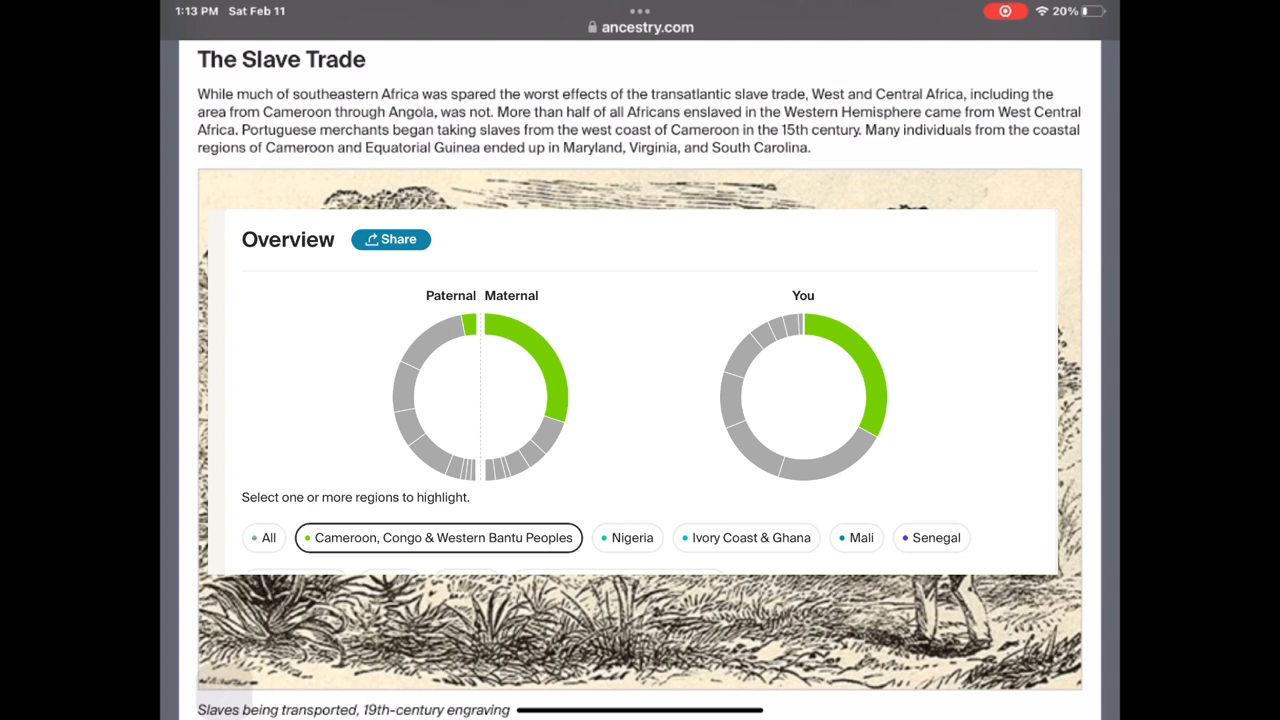 1:13 PM Sat Feb 11
20%
ancestry.com
The Slave Trade
While much of southeastern Africa was spared the worst effects of the transatlantic slave trade, West and Central Africa, including the
area from Cameroon through Angola, was not. More than half of all Africans enslaved in the Western Hemisphere came from West Central
Africa. Portuguese merchants began taking slaves from the west coast of Cameroon in the 15th century. Many individuals from the coastal
regions of Cameroon and Equatorial Guinea ended up in Maryland, Virginia, and South Carolina.
Overview
Share
Paternal Maternal
You
Select one or more regions to highlight.
All
Cameroon, Congo & Western Bantu Peoples
Nigeria
Ivory Coast & Ghana
Mali
Senegal
Slaves being transported, 19th-century engraving